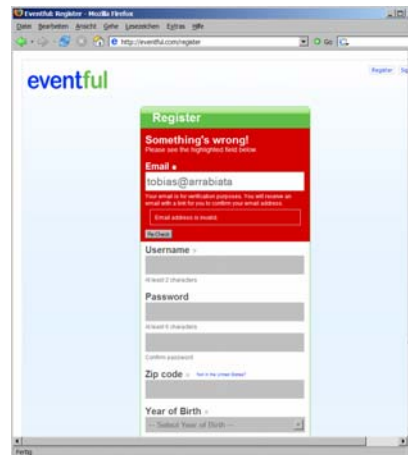 Eventful: Register - Mozilla Firefox
Datei Bearbeiten Ansicht Gehe Lesezeichen Extras Hilfe
http://eventful.com/register Go
Register
eventful
Register
Something's wrong!
Please see the highlighted field below
Email
tobias@arrabiata
Your email is for verification purposes. You will receive an
email with a link for you to confirm your email address.
Email address is invalid.
Re-Check
Username
At least 2 characters
Password
At least 6 characters
Confirm password
Zip code Not in the United States?
Year of Birth
--- Select Year of Birth ---
Fertig